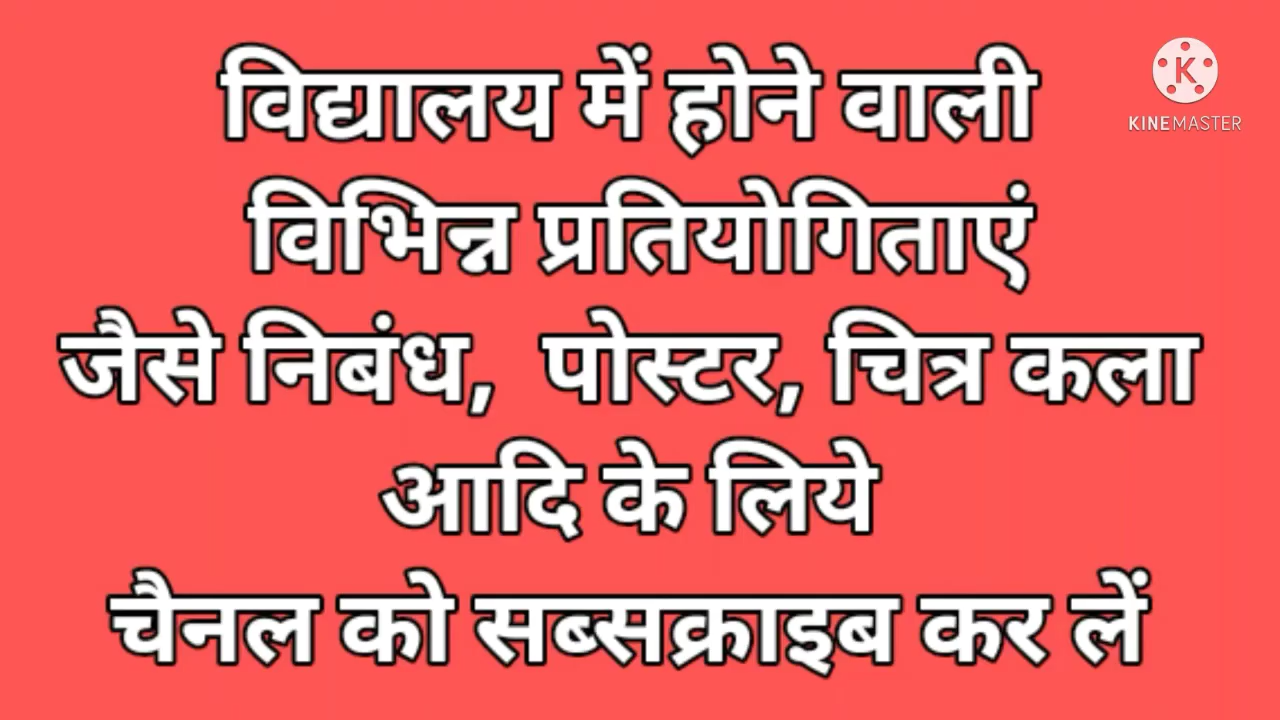 विद्यालय में होने वाली
विभिन्न प्रतियोगिताएं
जैसे निबंध, पोस्टर, चित्र कला
आदि के लिये
चैनल को सब्सक्राइब कर लें
K
KINEMASTER